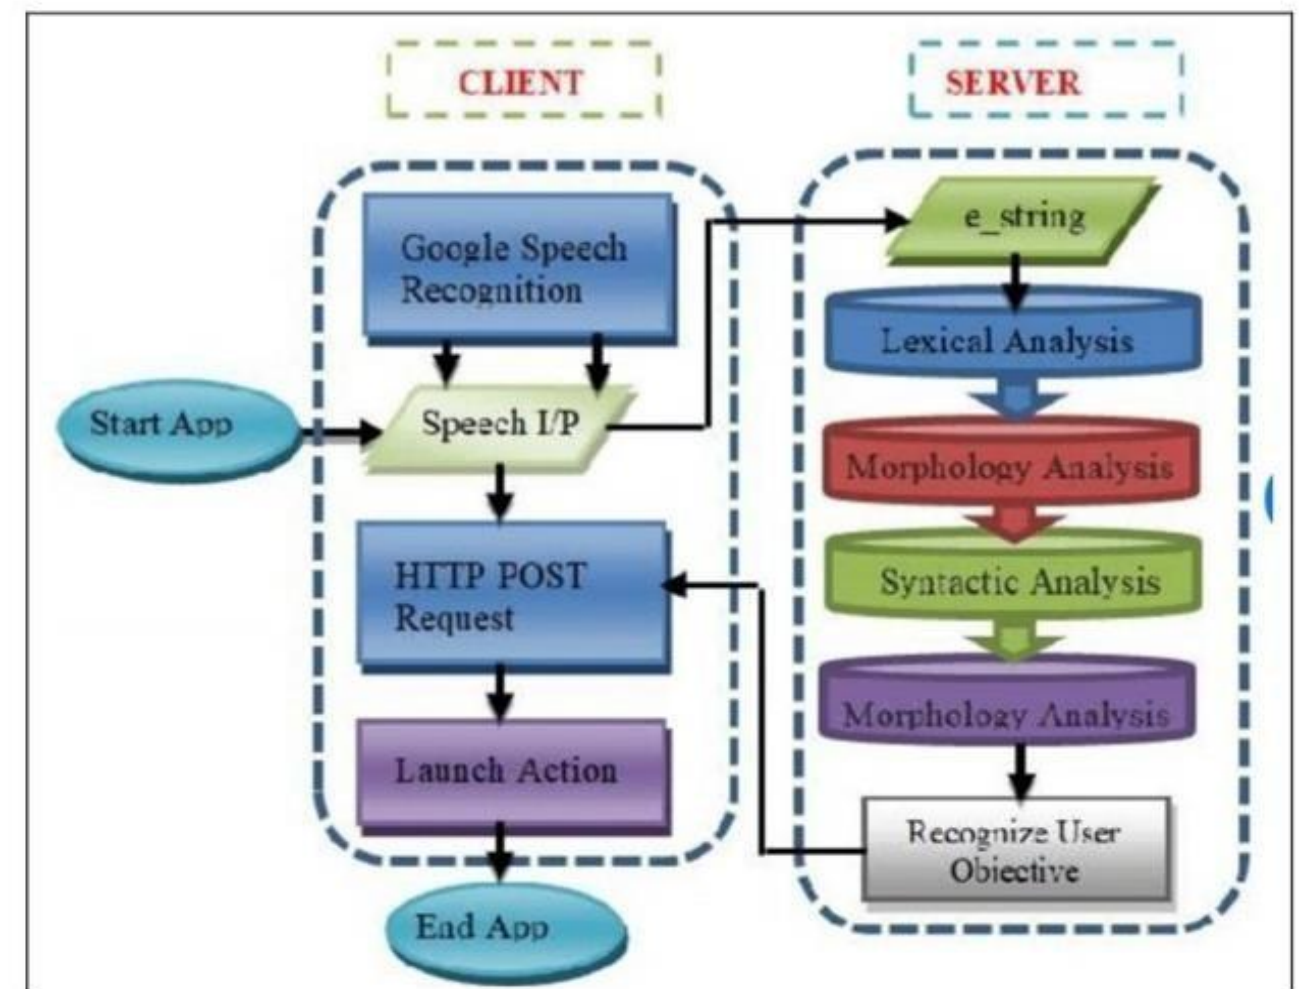 CLIENT
SERVER
Google Speech
Recognition
Start App
Speech I/P
HTTP POST
Request
Launch Action
End App
e_string
Lexical Analysis
Morphology Analysis
Syntactic Analysis
Morphology Analysis
Recognize User
Objective